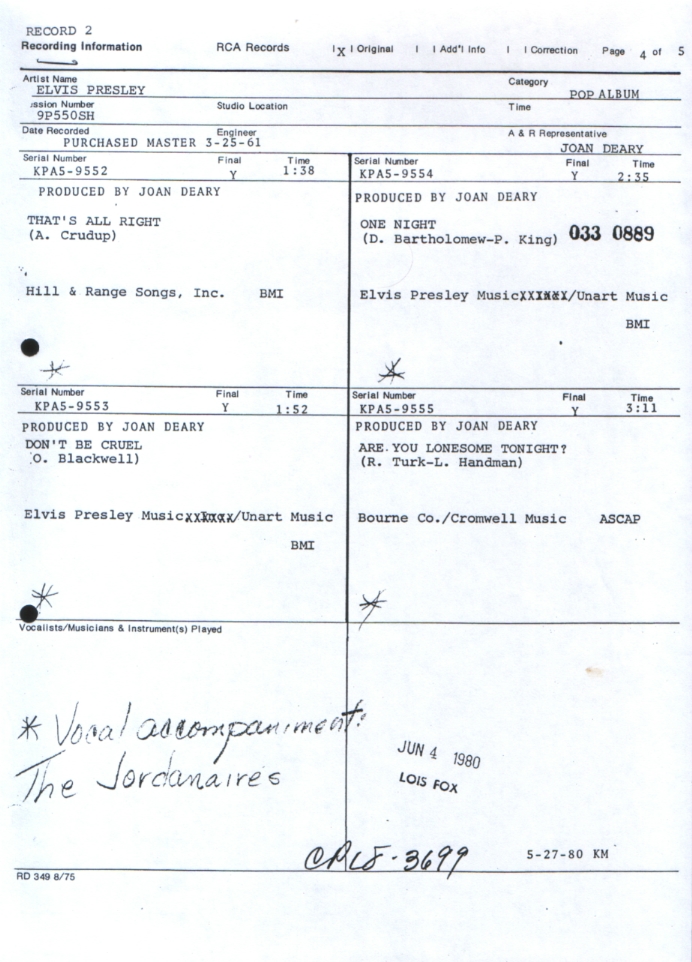 RECORD 2
Recording Information RCA Records |X| Original | | Add'l Info | | Correction Page 4 of 5
Artist Name Category
ELVIS PRESLEY POP ALBUM
ssion Number Studio Location Time
9P550SH
Date Recorded Engineer A & R Representative
PURCHASED MASTER 3-25-61 JOAN DEARY
Serial Number Final Time
KPA5-9552 Y 1:38
PRODUCED BY JOAN DEARY
THAT'S ALL RIGHT
(A. Crudup)
Hill & Range Songs, Inc. BMI
Serial Number Final Time
KPA5-9554 Y 2:35
PRODUCED BY JOAN DEARY
ONE NIGHT
(D. Bartholomew-P. King) 033 0889
Elvis Presley Music /Unart Music
BMI
Serial Number Final Time
KPA5-9553 Y 1:52
PRODUCED BY JOAN DEARY
DON'T BE CRUEL
O. Blackwell)
Elvis Presley Music /Unart Music
BMI
Serial Number Final Time
KPA5-9555 Y 3:11
PRODUCED BY JOAN DEARY
ARE YOU LONESOME TONIGHT?
(R. Turk-L. Handman)
Bourne Co./Cromwell Music ASCAP
Vocalists/Musicians & Instrument(s) Played
* Vocal accompaniment:
The Jordanaires
JUN 4 1980
LOIS FOX
CPL8-3699 5-27-80 KM
RD 349 8/75